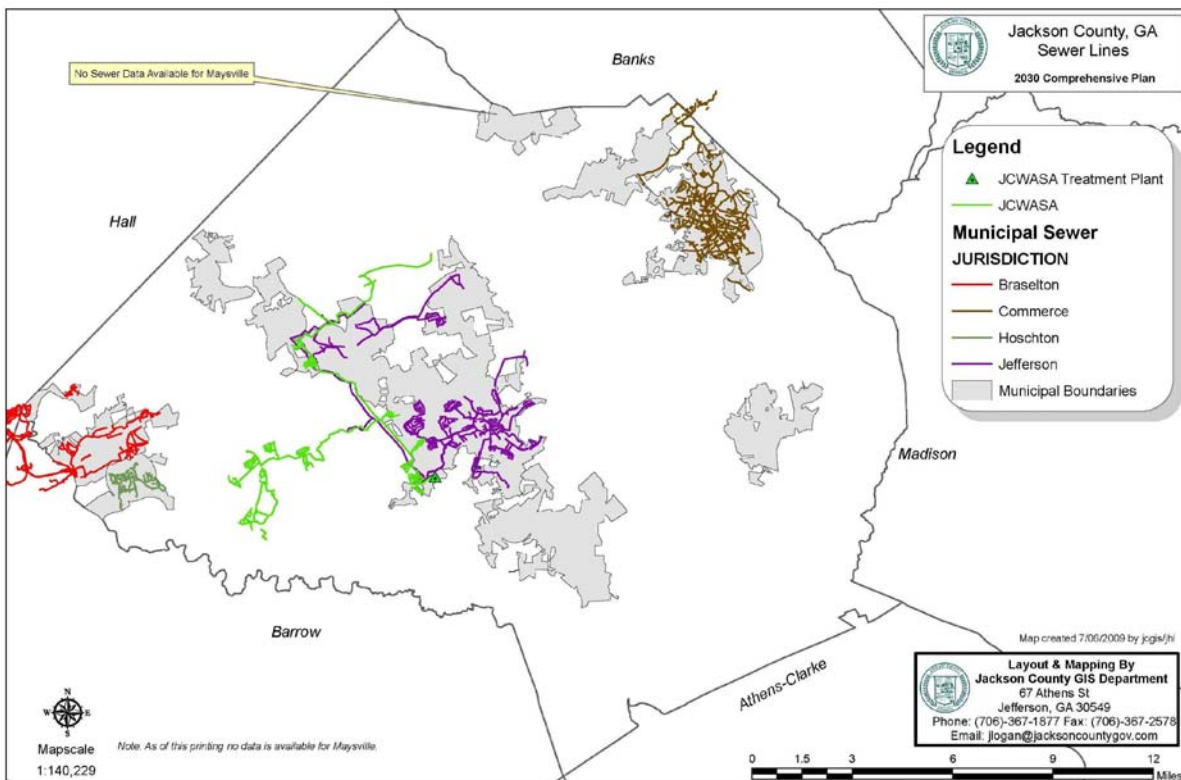 No Sewer Data Available for Maysville
Banks
Hall
Madison
Barrow
Athens-Clarke
Jackson County, GA
Sewer Lines
2030 Comprehensive Plan
Legend
JCWASA Treatment Plant
JCWASA
Municipal Sewer
JURISDICTION
Braselton
Commerce
Hoschton
Jefferson
Municipal Boundaries
Map created 7/06/2009 by jcgis/jhl
Layout & Mapping By
Jackson County GIS Department
67 Athens St
Jefferson, GA 30549
Phone: (706)-367-1877 Fax: (706)-367-2578
Email: jlogan@jacksoncountygov.com
N
W E
S
Mapscale
1:140,229
Note. As of this printing no data is available for Maysville.
0 1.5 3 6 9 12
Miles